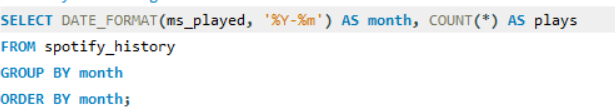 SELECT DATE_FORMAT(ms_played, '%Y-%m') AS month, COUNT(*) AS plays
FROM spotify_history
GROUP BY month
ORDER BY month;